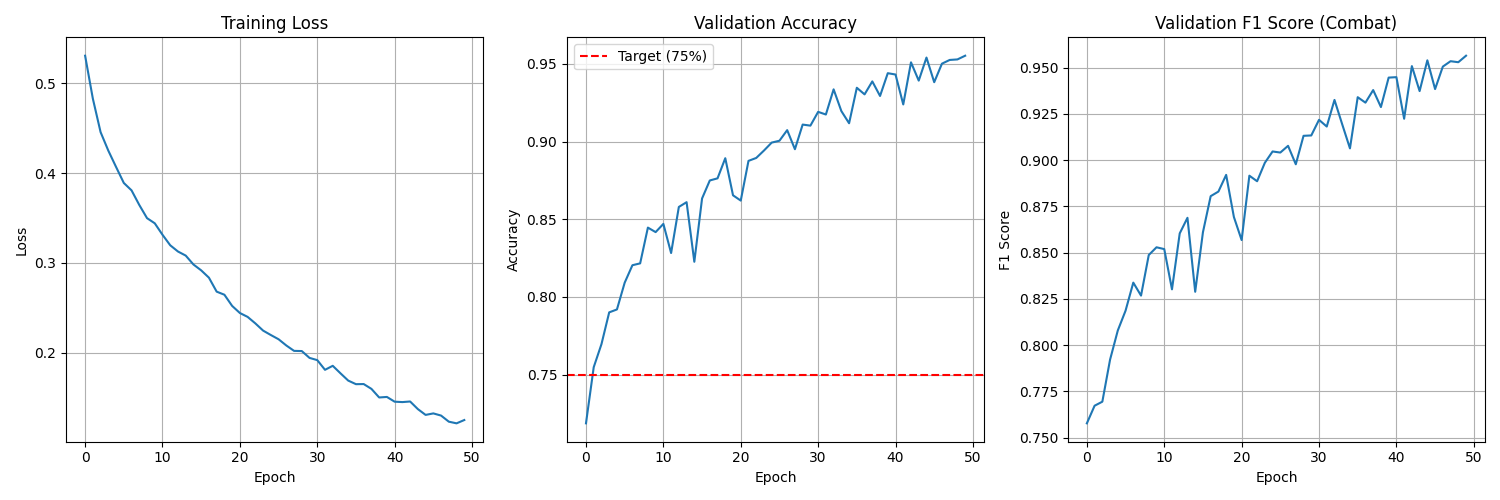 Training Loss
Loss
0.5
0.4
0.3
0.2
0 10 20 30 40 50
Epoch
Validation Accuracy
Target (75%)
Accuracy
0.95
0.90
0.85
0.80
0.75
0 10 20 30 40 50
Epoch
Validation F1 Score (Combat)
F1 Score
0.950
0.925
0.900
0.875
0.850
0.825
0.800
0.775
0.750
0 10 20 30 40 50
Epoch